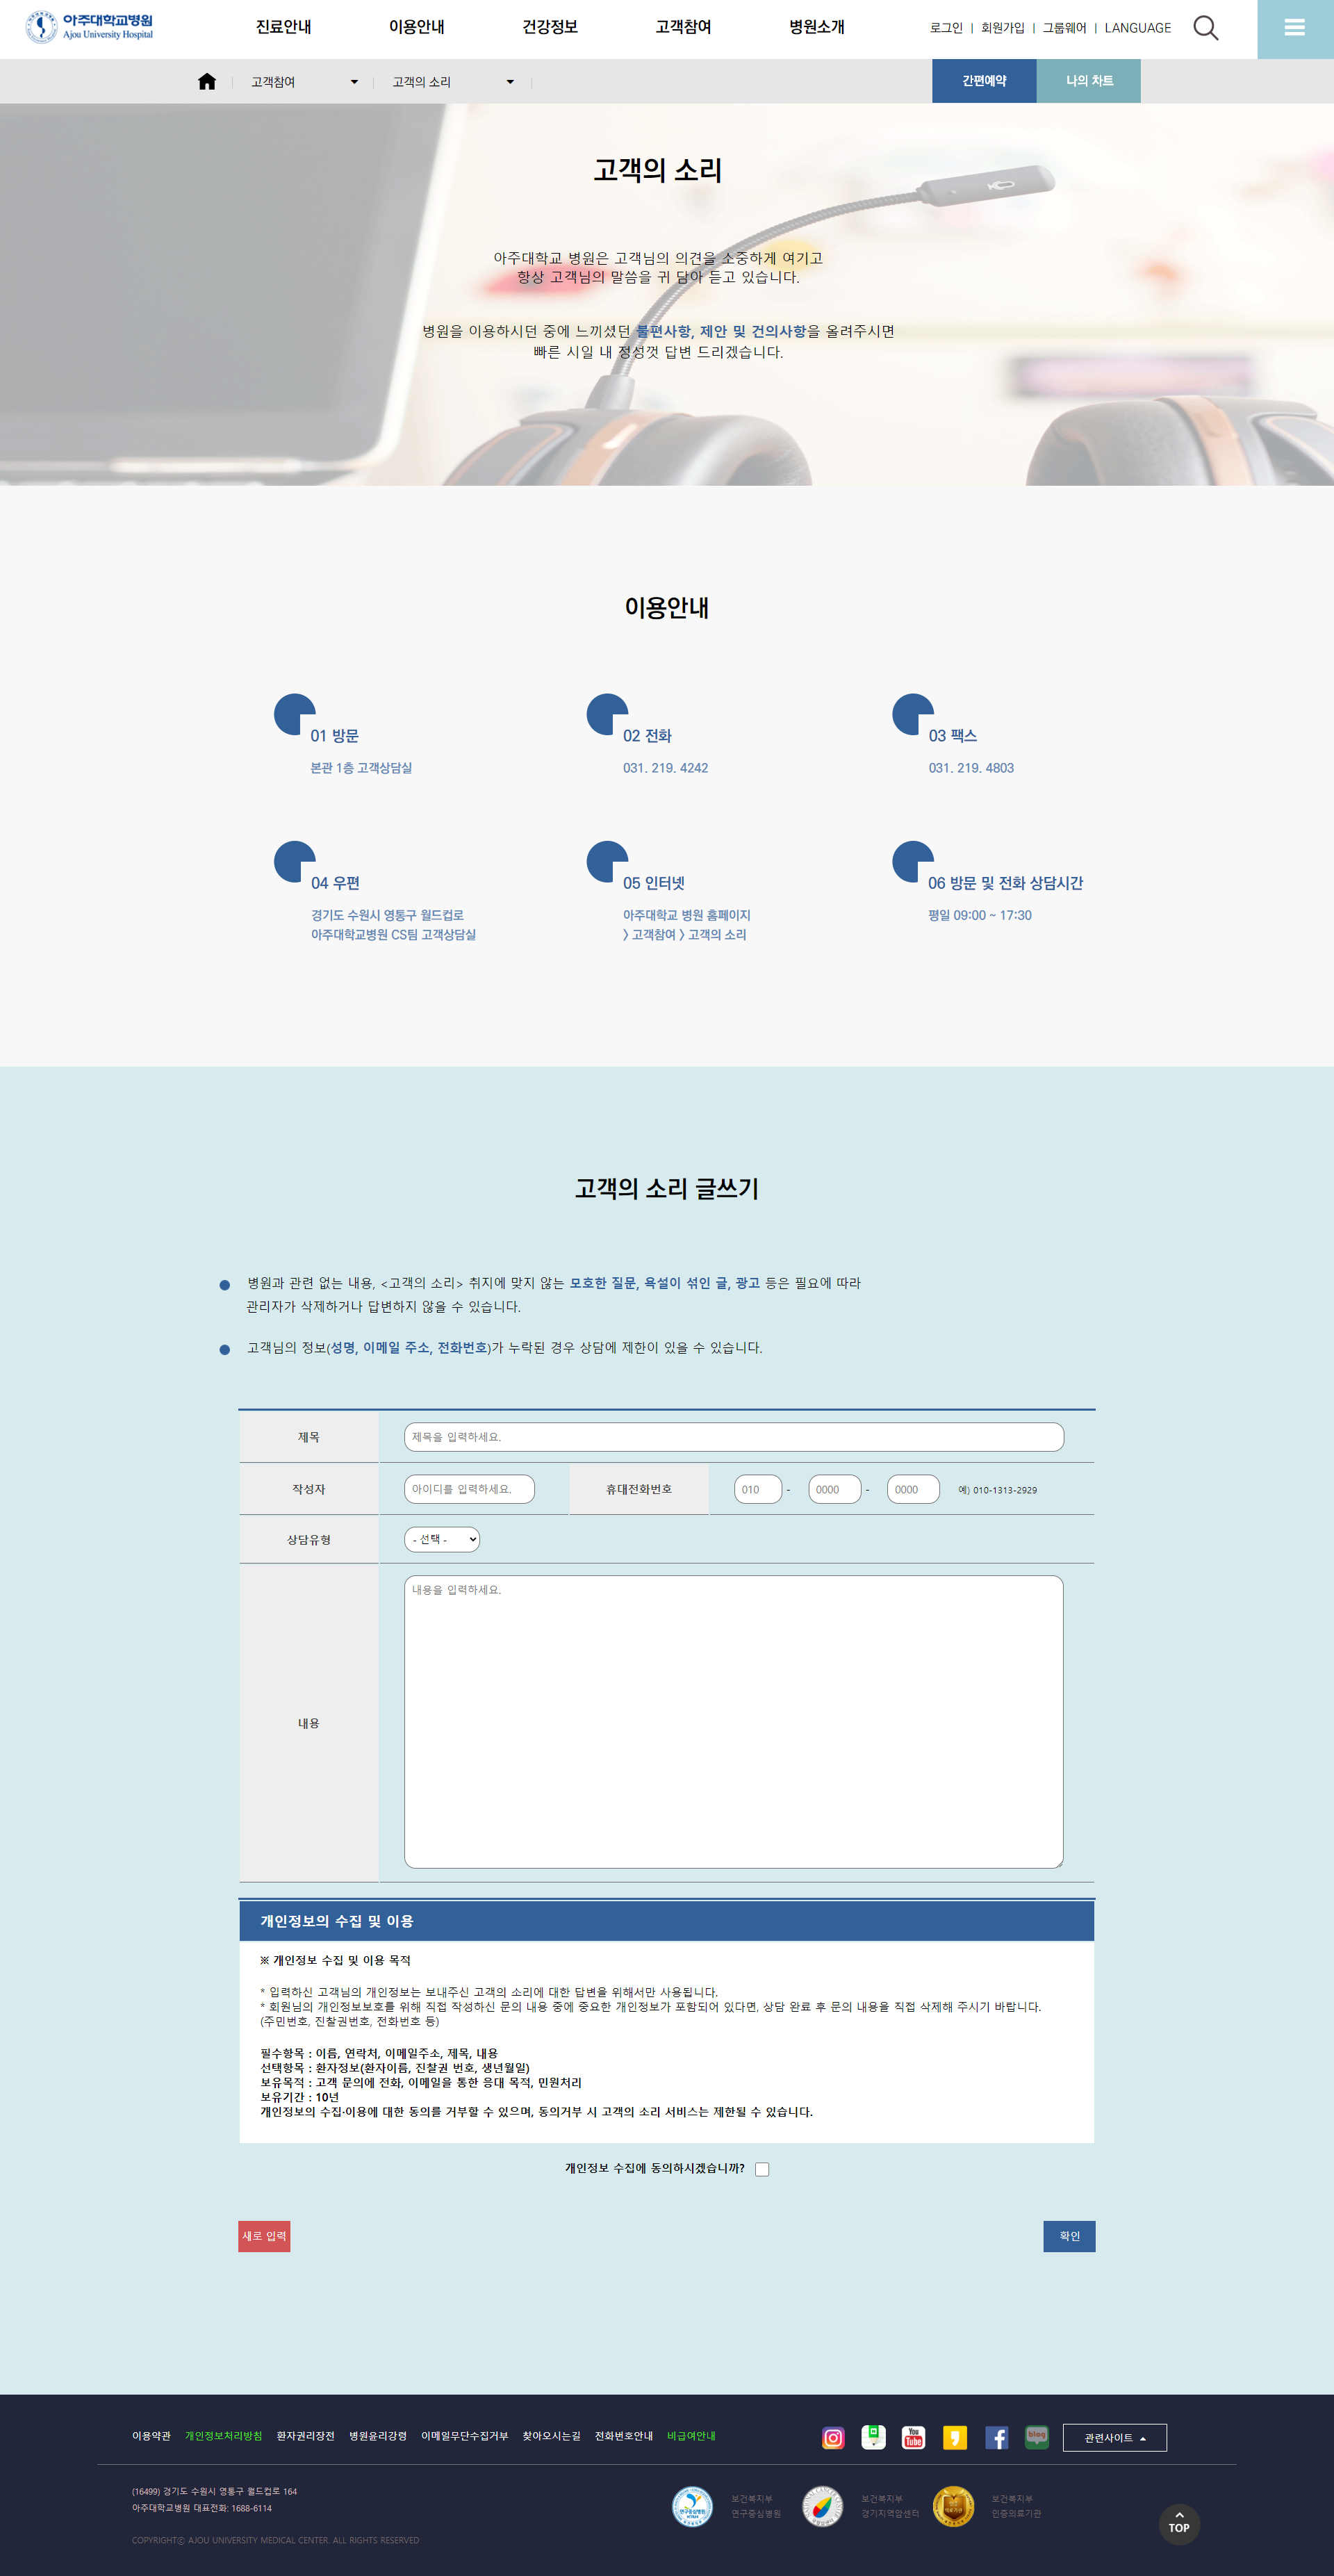 아주대학교병원
Ajou University Hospital
진료안내 이용안내 건강정보 고객참여 병원소개
로그인 | 회원가입 | 그룹웨어 | LANGUAGE
고객참여 고객의 소리
간편예약 나의 차트
고객의 소리
아주대학교 병원은 고객님의 의견을 소중하게 여기고
항상 고객님의 말씀을 귀 담아 듣고 있습니다.
병원을 이용하시던 중에 느끼셨던 불편사항, 제안 및 건의사항을 올려주시면
빠른 시일 내 정성껏 답변 드리겠습니다.
이용안내
01 방문
본관 1층 고객상담실
02 전화
031. 219. 4242
03 팩스
031. 219. 4803
04 우편
경기도 수원시 영통구 월드컵로
아주대학교병원 CS팀 고객상담실
05 인터넷
아주대학교 병원 홈페이지
> 고객참여 > 고객의 소리
06 방문 및 전화 상담시간
평일 09:00 ~ 17:30
고객의 소리 글쓰기
병원과 관련 없는 내용, <고객의 소리> 취지에 맞지 않는 모호한 질문, 욕설이 섞인 글, 광고 등은 필요에 따라
관리자가 삭제하거나 답변하지 않을 수 있습니다.
고객님의 정보(성명, 이메일 주소, 전화번호)가 누락된 경우 상담에 제한이 있을 수 있습니다.
제목 제목을 입력하세요.
작성자 아이디를 입력하세요. 휴대전화번호 010 - 0000 - 0000 예) 010-1313-2929
상담유형 - 선택 -
내용 내용을 입력하세요.
개인정보의 수집 및 이용
※ 개인정보 수집 및 이용 목적
* 입력하신 고객님의 개인정보는 보내주신 고객의 소리에 대한 답변을 위해서만 사용됩니다.
* 회원님의 개인정보보호를 위해 직접 작성하신 문의 내용 중에 중요한 개인정보가 포함되어 있다면, 상담 완료 후 문의 내용을 직접 삭제해 주시기 바랍니다.
(주민번호, 진찰권번호, 전화번호 등)
필수항목 : 이름, 연락처, 이메일주소, 제목, 내용
선택항목 : 환자정보(환자이름, 진찰권 번호, 생년월일)
보유목적 : 고객 문의에 전화, 이메일을 통한 응대 목적, 민원처리
보유기간 : 10년
개인정보의 수집·이용에 대한 동의를 거부할 수 있으며, 동의거부 시 고객의 소리 서비스는 제한될 수 있습니다.
개인정보 수집에 동의하시겠습니까?
새로 입력 확인
이용약관 개인정보처리방침 환자권리장전 병원윤리강령 이메일무단수집거부 찾아오시는길 전화번호안내 비급여안내
You Tube
blog
관련사이트
(16499) 경기도 수원시 영통구 월드컵로 164
아주대학교병원 대표전화: 1688-6114
COPYRIGHTⓒ AJOU UNIVERSITY MEDICAL CENTER. ALL RIGHTS RESERVED
연구중심병원
보건복지부
연구중심병원
보건복지부
경기지역암센터
보건복지부
인증의료기관
TOP